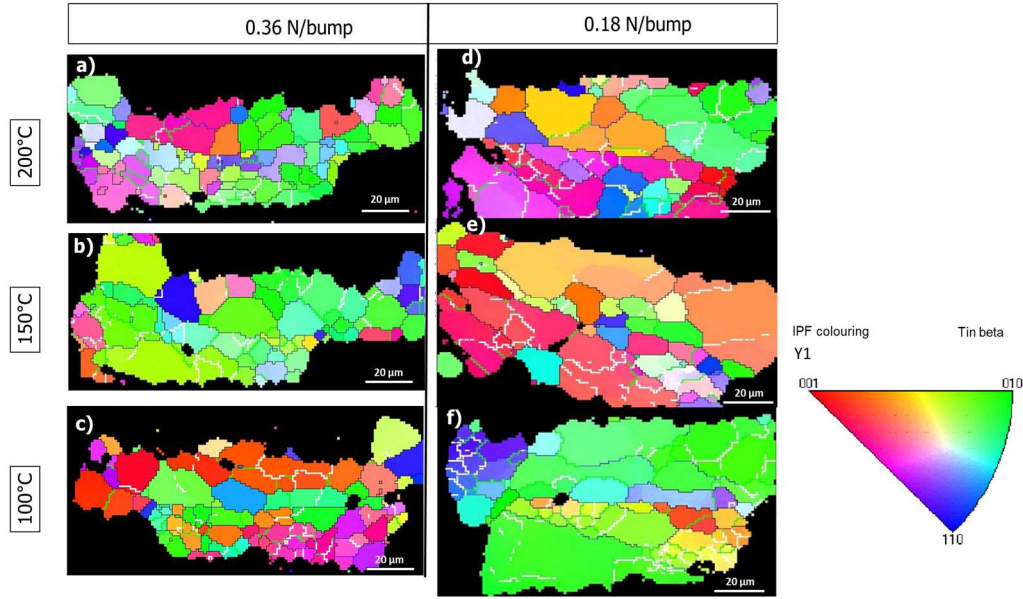 0.36 N/bump
0.18 N/bump
200°C
a)
20 µm
d)
20 µm
150°C
b)
20 µm
e)
20 µm
100°C
c)
20 µm
f)
20 µm
IPF colouring
Tin beta
Y1
001
010
110